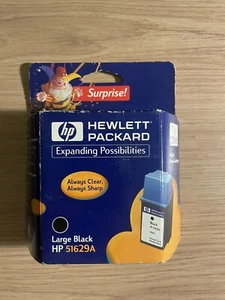 Surprise!
hp HEWLETT
PACKARD
Expanding Possibilities
Always Clear,
Always Sharp.
Large Black
HP 51629A